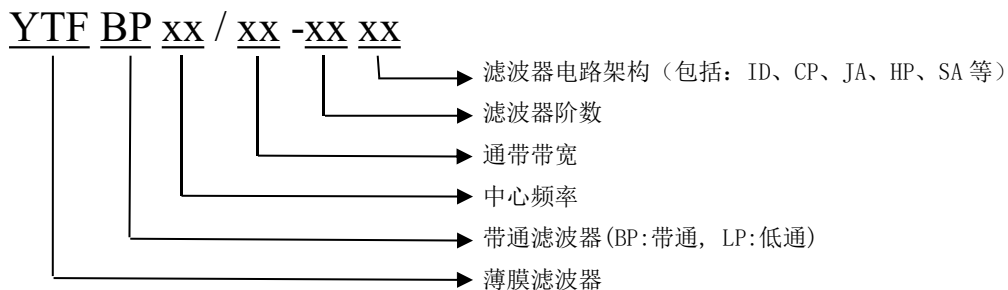 YTF BP xx / xx -xx xx
滤波器电路架构（包括：ID、CP、JA、HP、SA 等）
滤波器阶数
通带带宽
中心频率
带通滤波器(BP:带通, LP:低通)
薄膜滤波器